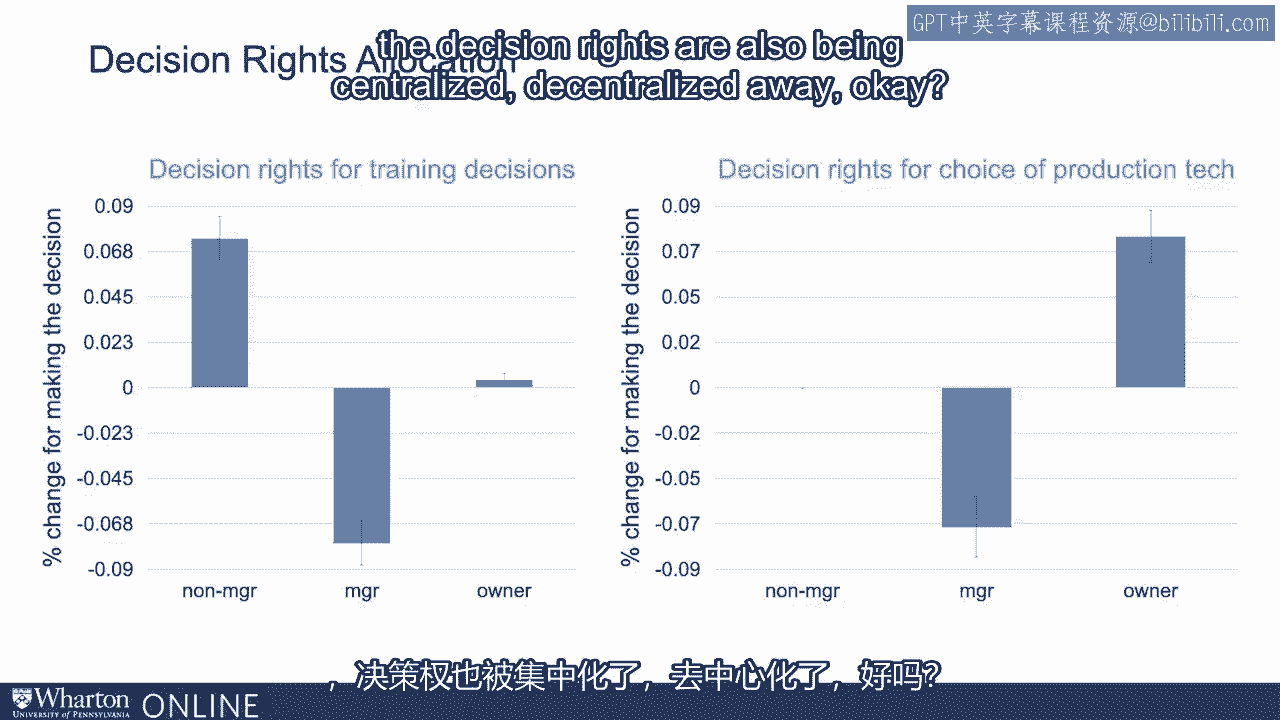 GPT中英字幕课程资源@bilibili.com
the decision rights are also being
centralized, decentralized away, okay?
Decision Rights Allocation
Decision rights for training decisions
% change for making the decision
0.09
0.068
0.045
0.023
0
-0.023
-0.045
-0.068
-0.09
non-mgr mgr owner
Decision rights for choice of production tech
% change for making the decision
0.09
0.07
0.05
0.02
0
-0.02
-0.05
-0.07
-0.09
non-mgr mgr owner
，决策权也被集中化了，去中心化了，好吗？
Wharton
UNIVERSITY of PENNSYLVANIA
ONLINE